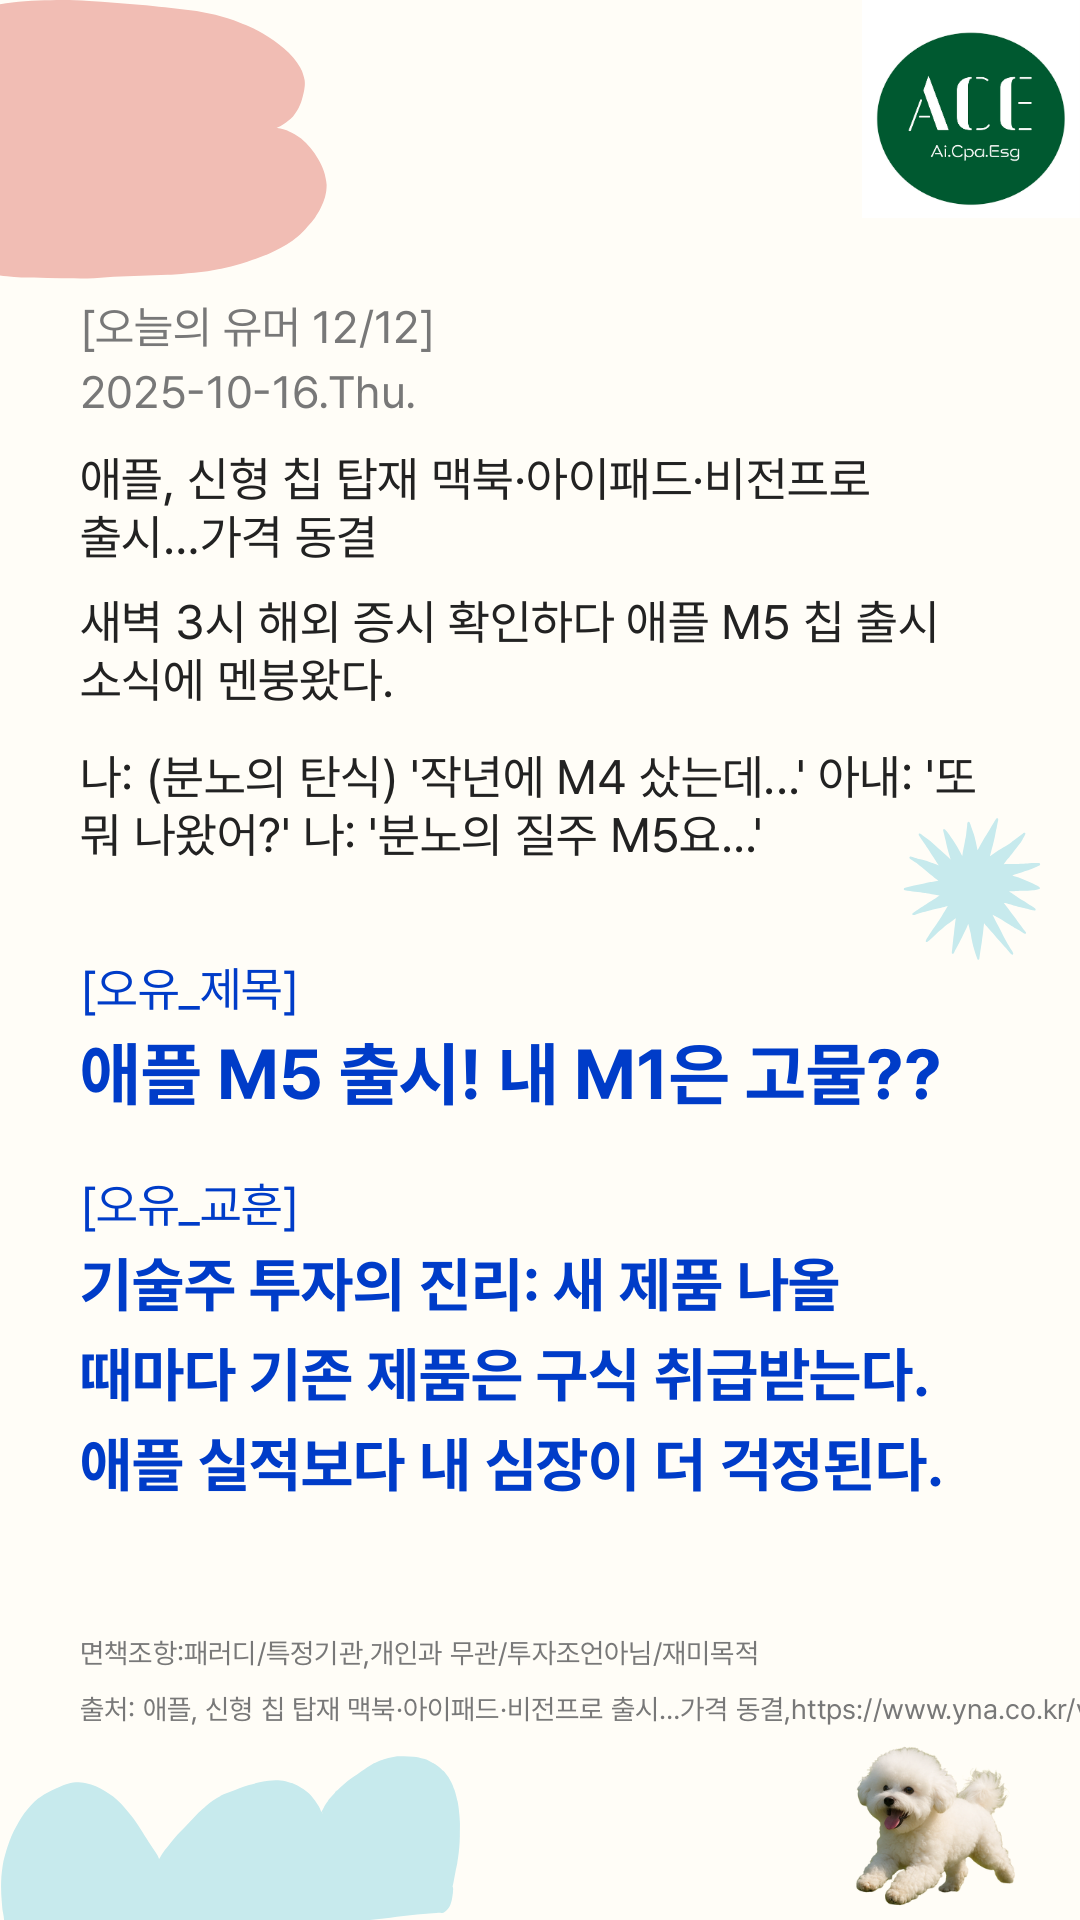 ACE
Ai.Cpa.Esg
[오늘의 유머 12/12]
2025-10-16.Thu.
애플, 신형 칩 탑재 맥북·아이패드·비전프로
출시...가격 동결
새벽 3시 해외 증시 확인하다 애플 M5 칩 출시
소식에 멘붕왔다.
나: (분노의 탄식) '작년에 M4 샀는데...' 아내: '또
뭐 나왔어?' 나: '분노의 질주 M5요...'
[오유_제목]
애플 M5 출시! 내 M1은 고물??
[오유_교훈]
기술주 투자의 진리: 새 제품 나올
때마다 기존 제품은 구식 취급받는다.
애플 실적보다 내 심장이 더 걱정된다.
면책조항:패러디/특정기관,개인과 무관/투자조언아님/재미목적
출처: 애플, 신형 칩 탑재 맥북·아이패드·비전프로 출시...가격 동결,https://www.yna.co.kr/